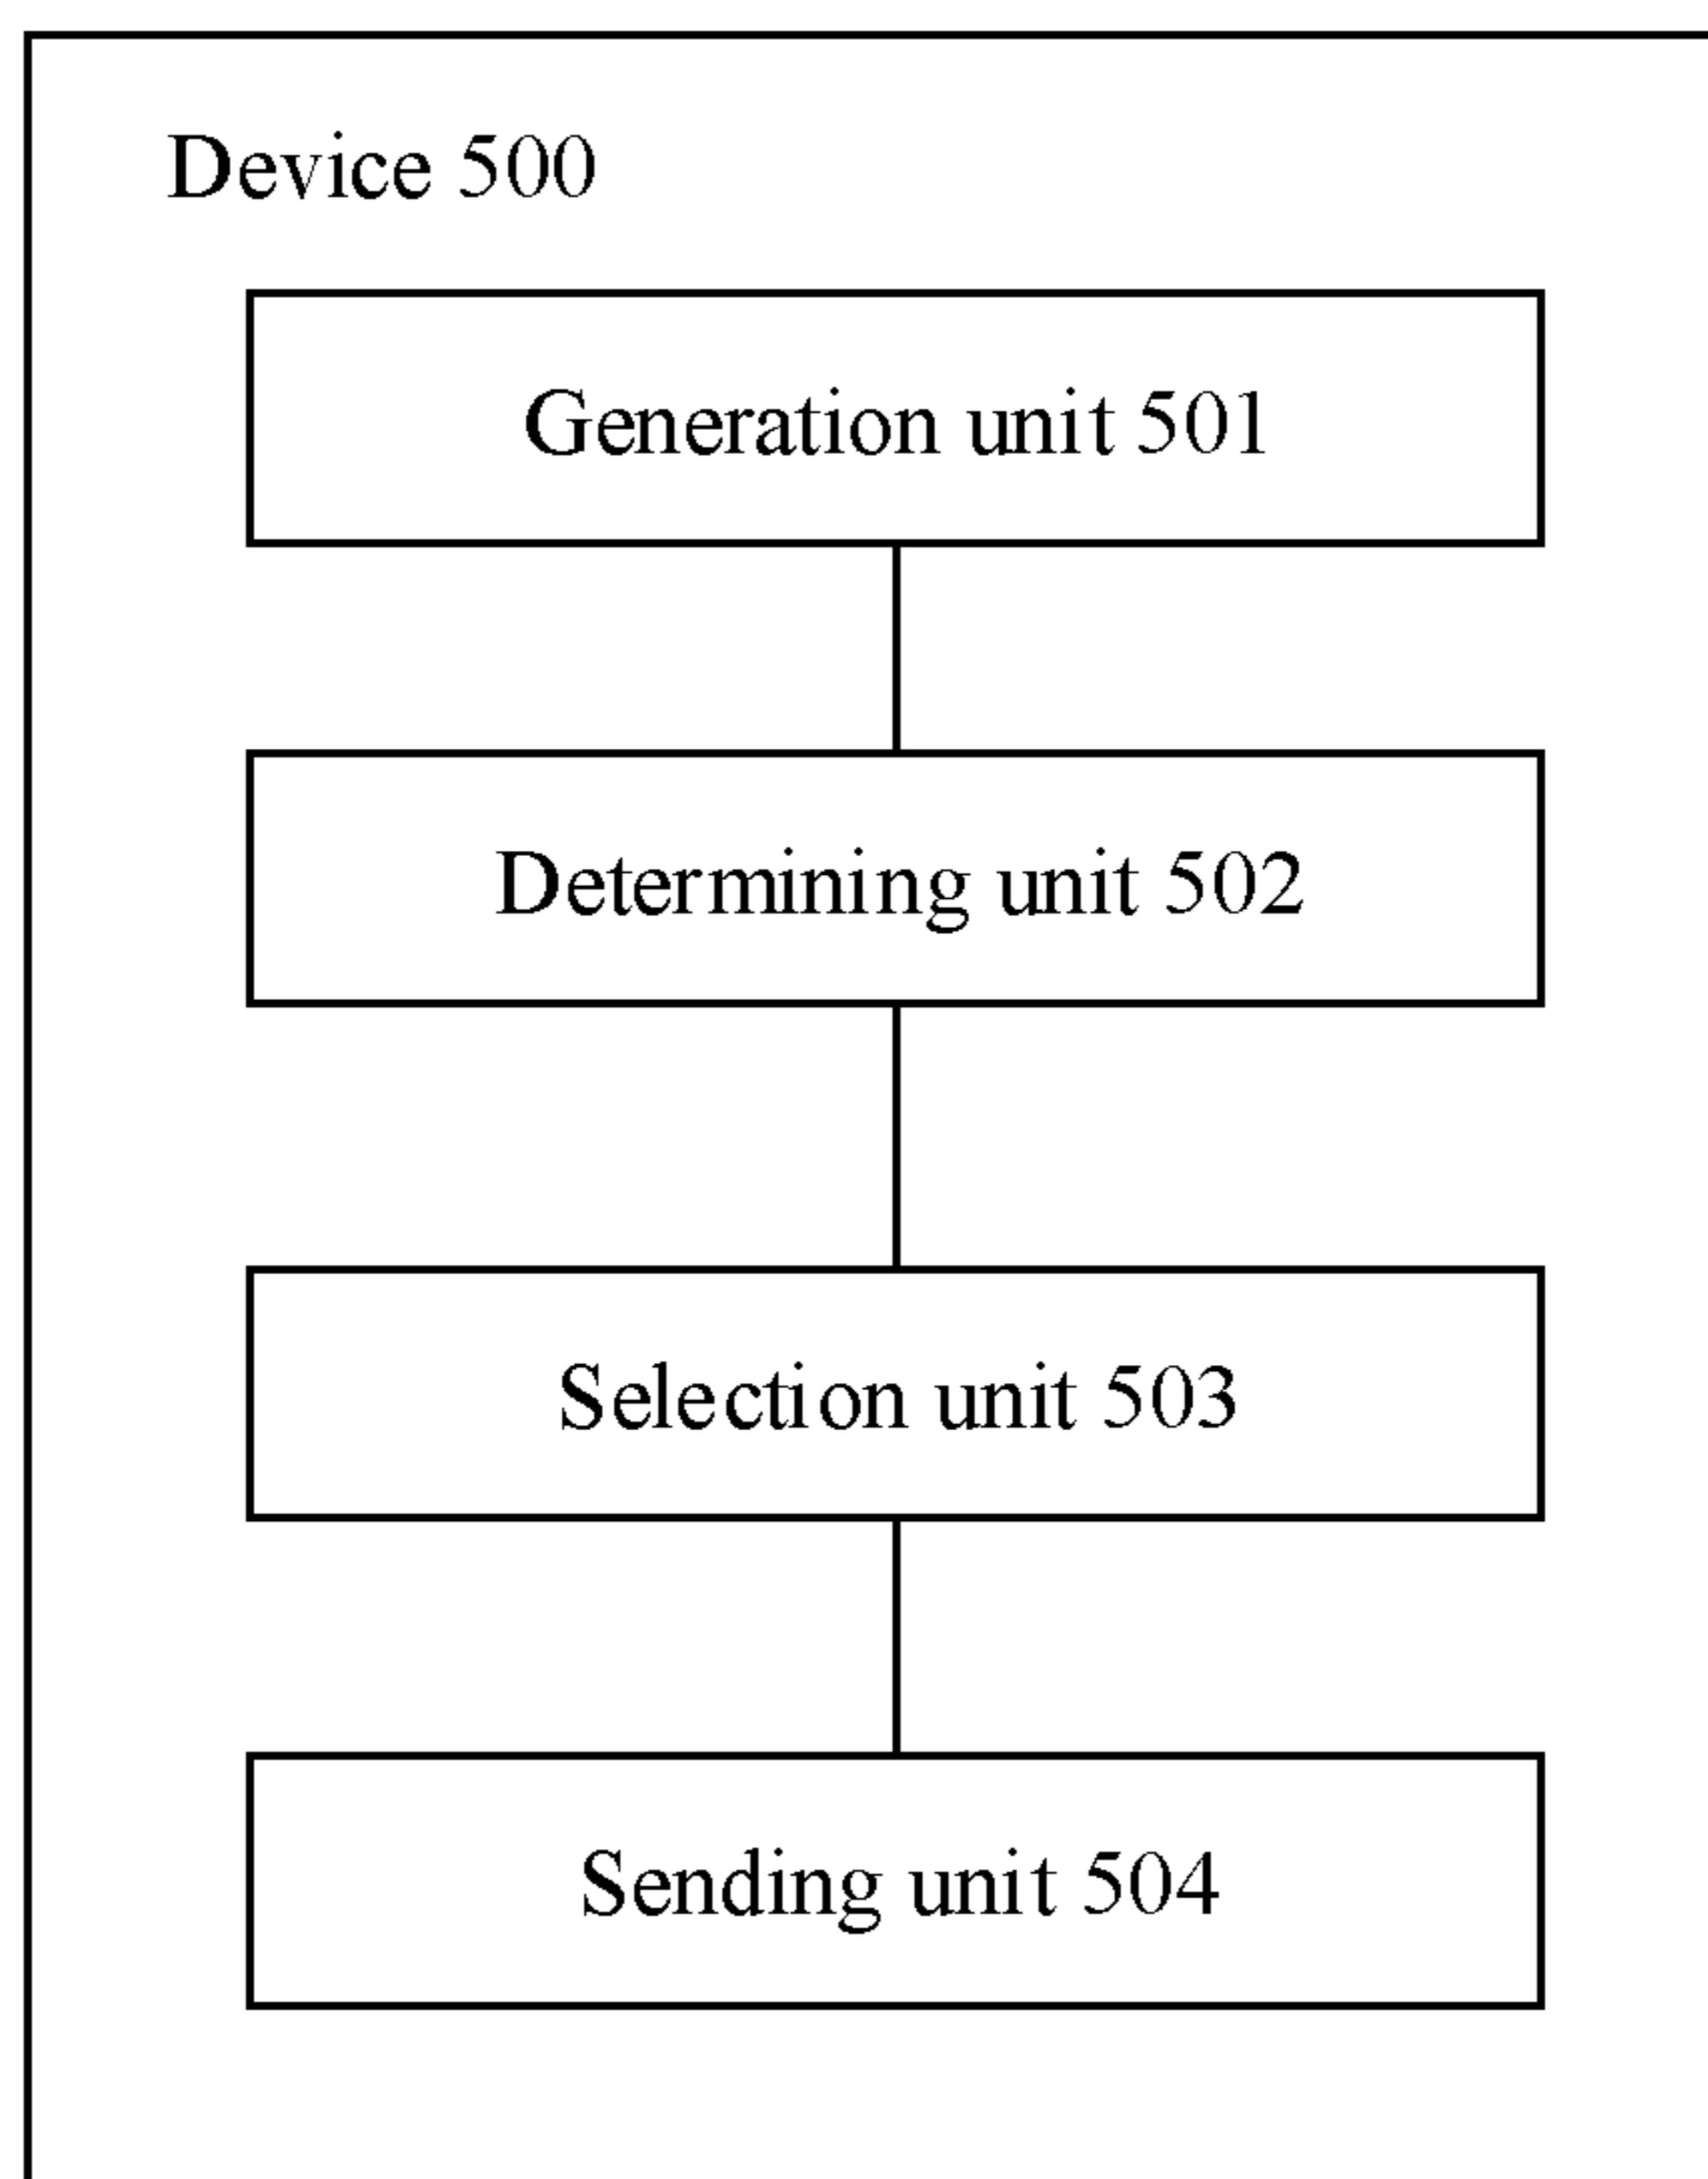 Device 500
Generation unit 501
Determining unit 502
Selection unit 503
Sending unit 504